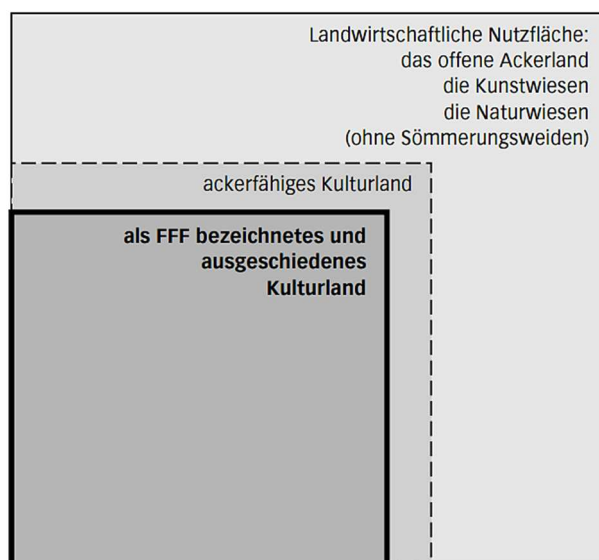 Landwirtschaftliche Nutzfläche:
das offene Ackerland
die Kunstwiesen
die Naturwiesen
(ohne Sömmerungsweiden)
ackerfähiges Kulturland
als FFF bezeichnetes und
ausgeschiedenes
Kulturland